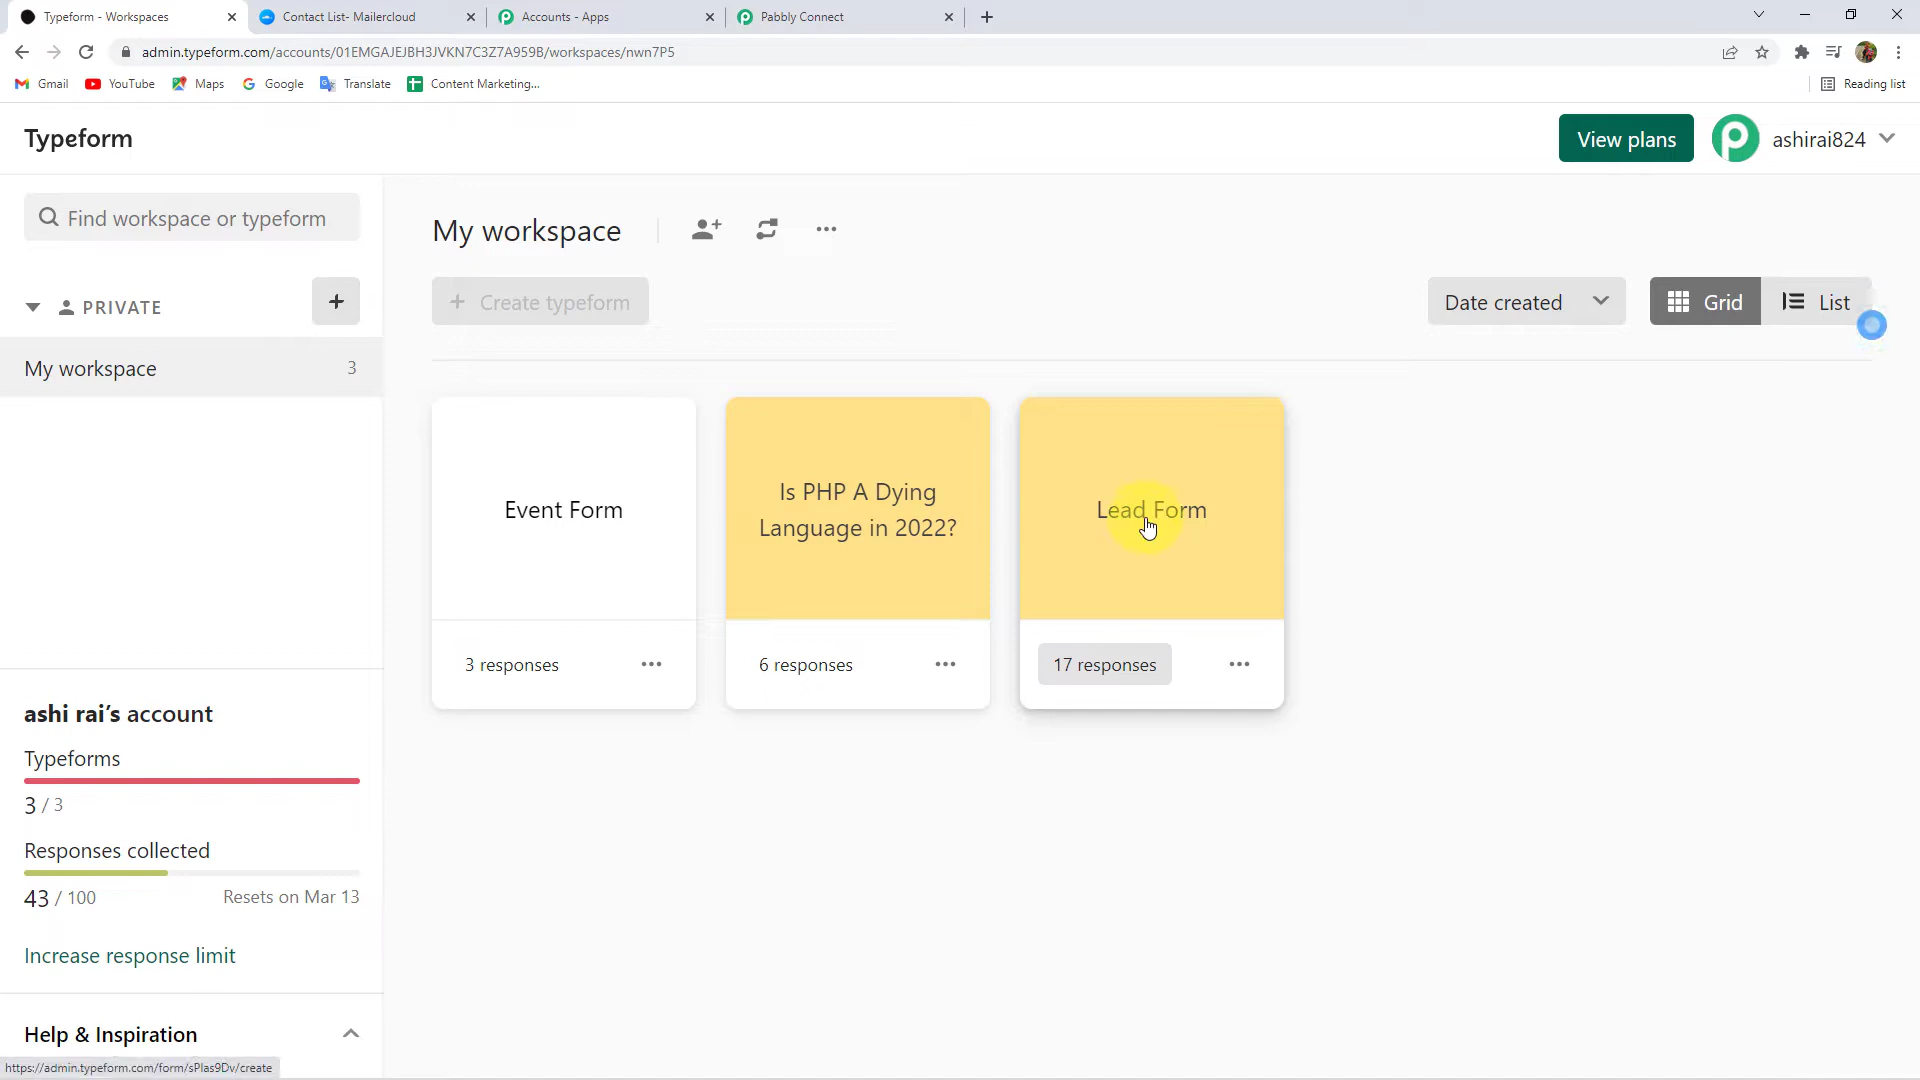 Typeform - Workspaces
Contact List- Mailercloud
Accounts - Apps
Pabbly Connect
admin.typeform.com/accounts/01EMGAJEJBH3JVKN7C3Z7A959B/workspaces/nwn7P5
Gmail
YouTube
Maps
Google
Translate
Content Marketing...
Reading list
Typeform
View plans
ashirai824
Find workspace or typeform
My workspace
PRIVATE
+ Create typeform
Date created
Grid
List
My workspace 3
Event Form
Is PHP A Dying
Language in 2022?
Lead Form
3 responses
6 responses
17 responses
ashi rai’s account
Typeforms
3 / 3
Responses collected
43 / 100
Resets on Mar 13
Increase response limit
Help & Inspiration
https://admin.typeform.com/form/sPlas9Dv/create